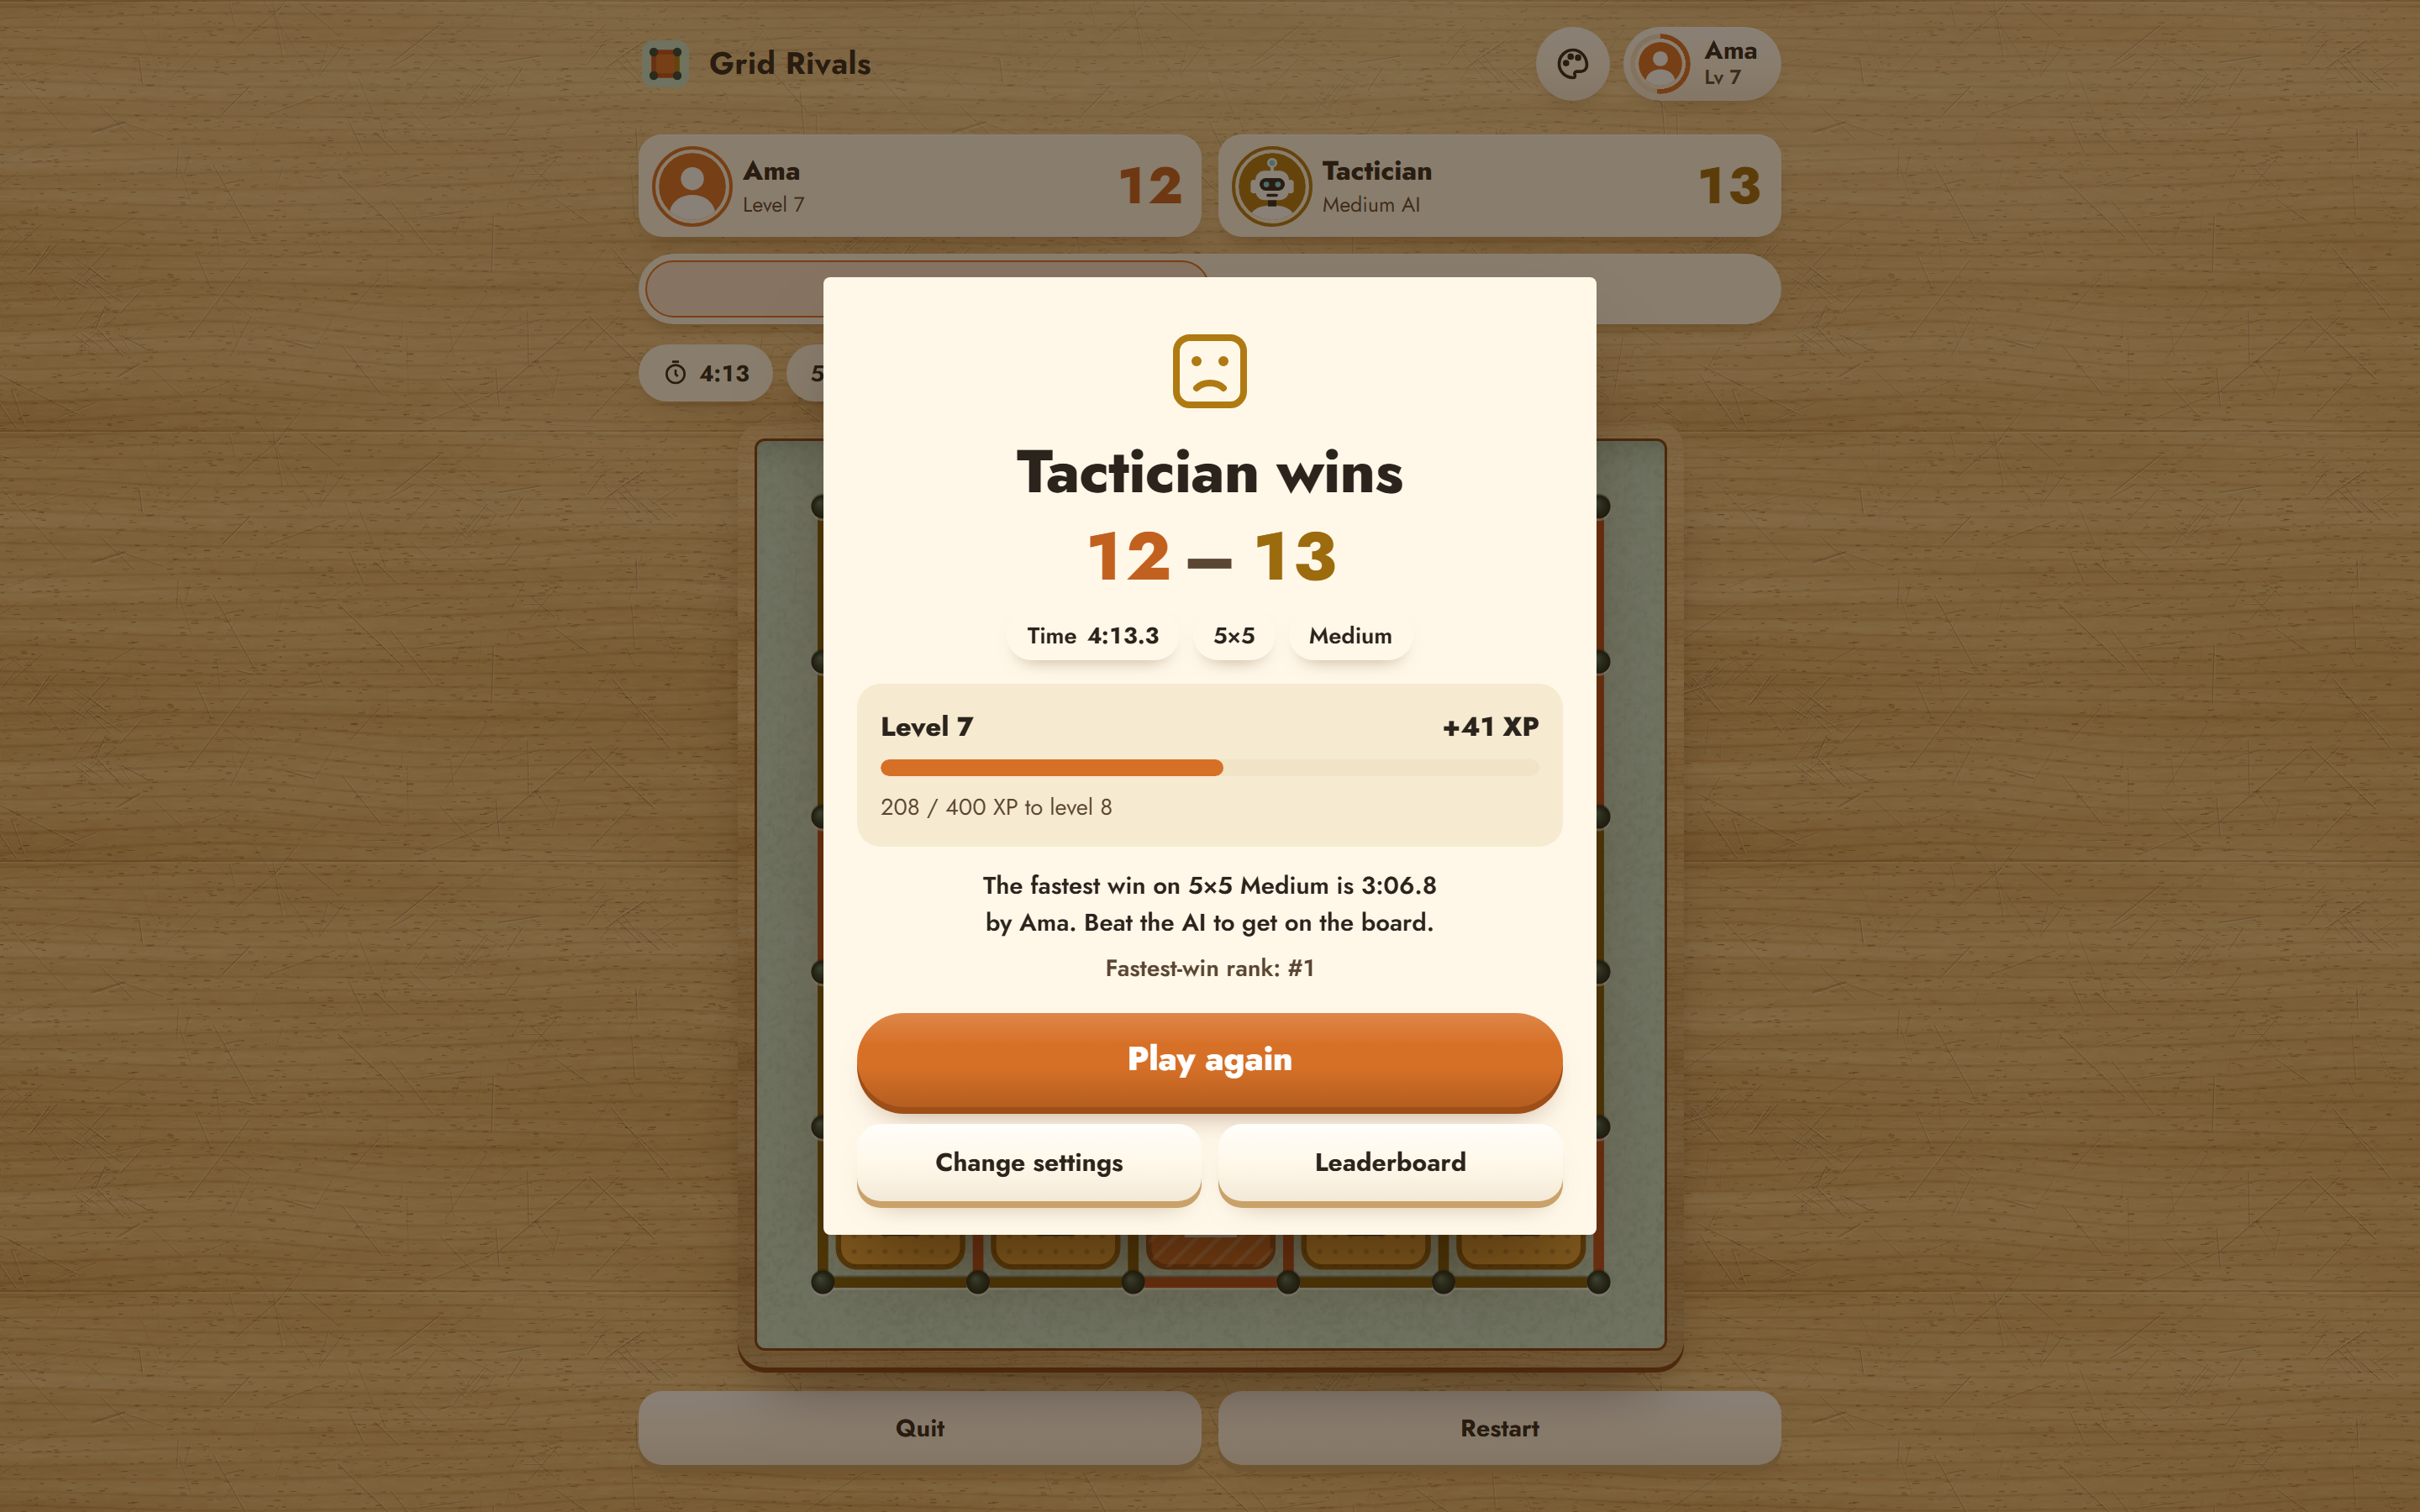 Grid Rivals
Ama
Lv 7
Ama
Level 7
12
Tactician
Medium AI
13
4:13
5
Tactician wins
12 – 13
Time 4:13.3
5×5
Medium
Level 7
+41 XP
208 / 400 XP to level 8
The fastest win on 5×5 Medium is 3:06.8
by Ama. Beat the AI to get on the board.
Fastest-win rank: #1
Play again
Change settings
Leaderboard
Quit
Restart